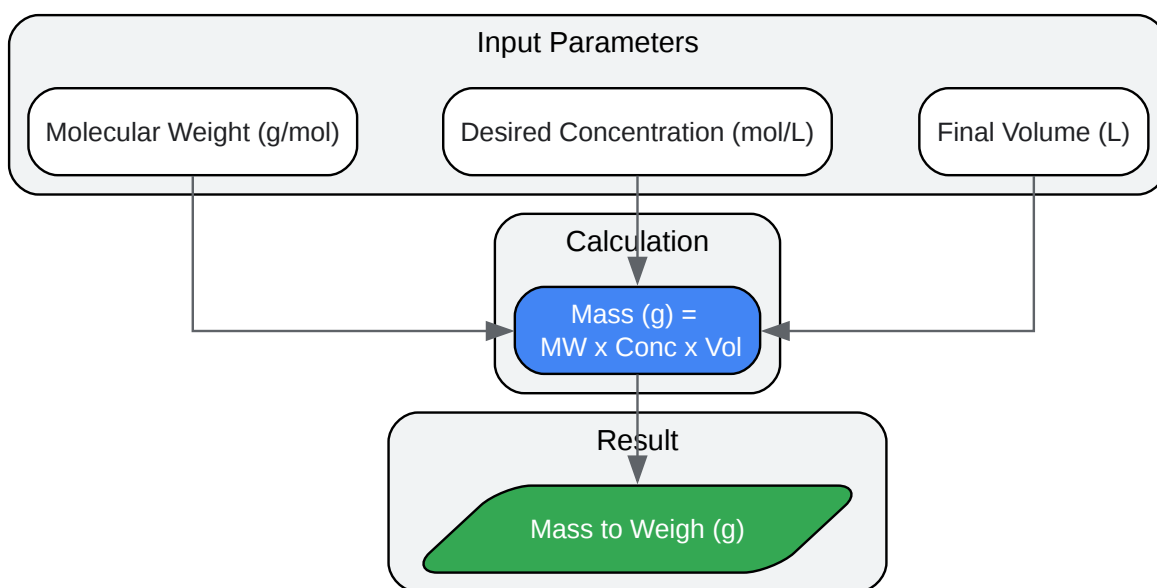 Input Parameters
Molecular Weight (g/mol)
Desired Concentration (mol/L)
Final Volume (L)
Calculation
Mass (g) =
MW x Conc x Vol
Result
Mass to Weigh (g)